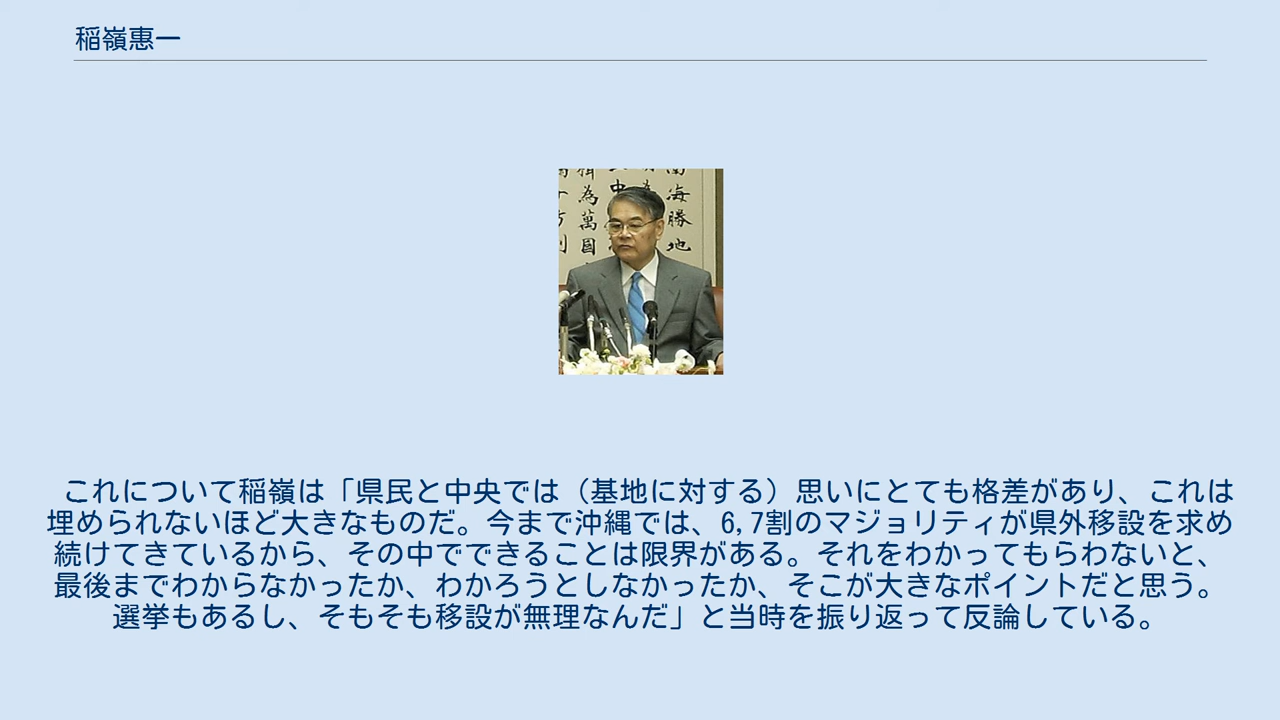 稲嶺惠一
南海勝地
為萬國
これについて稲嶺は「県民と中央では（基地に対する）思いにとても格差があり、これは
埋められないほど大きなものだ。今まで沖縄では、6,7割のマジョリティが県外移設を求め
続けてきているから、その中でできることは限界がある。それをわかってもらわないと、
最後までわからなかったか、わかろうとしなかったか、そこが大きなポイントだと思う。
選挙もあるし、そもそも移設が無理なんだ」と当時を振り返って反論している。